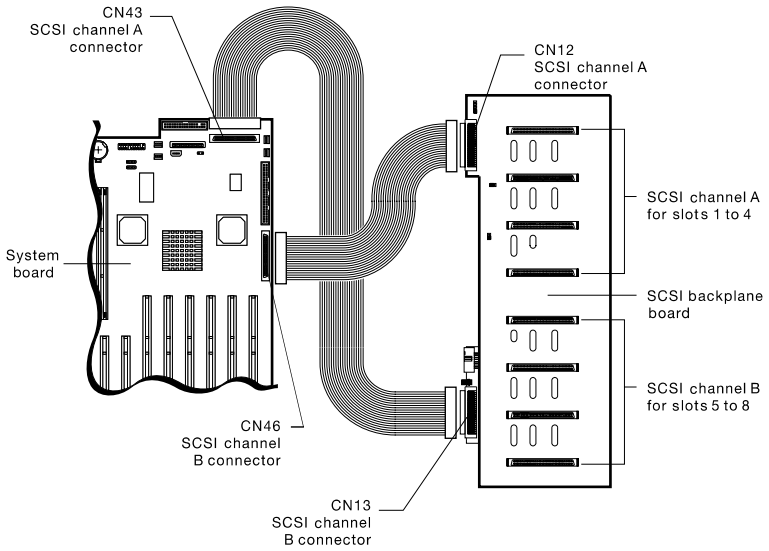 CN43
SCSI channel A
connector
CN12
SCSI channel A
connector
SCSI channel A
for slots 1 to 4
System
board
SCSI backplane
board
SCSI channel B
for slots 5 to 8
CN46
SCSI channel
B connector
CN13
SCSI channel
B connector